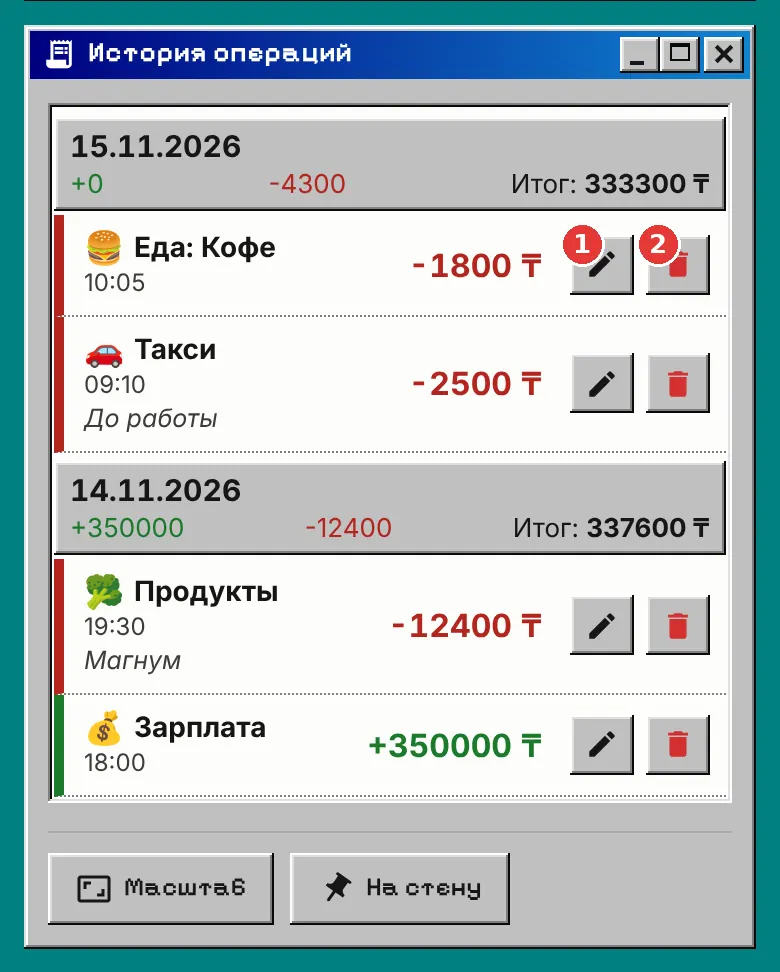 История операций
15.11.2026
+0 -4300 Итог: 333300 ₸
Еда: Кофе
10:05
-1800 ₸
1
2
Такси
09:10
До работы
-2500 ₸
14.11.2026
+350000 -12400 Итог: 337600 ₸
Продукты
19:30
Магнум
-12400 ₸
Зарплата
18:00
+350000 ₸
Масштаб
На стену